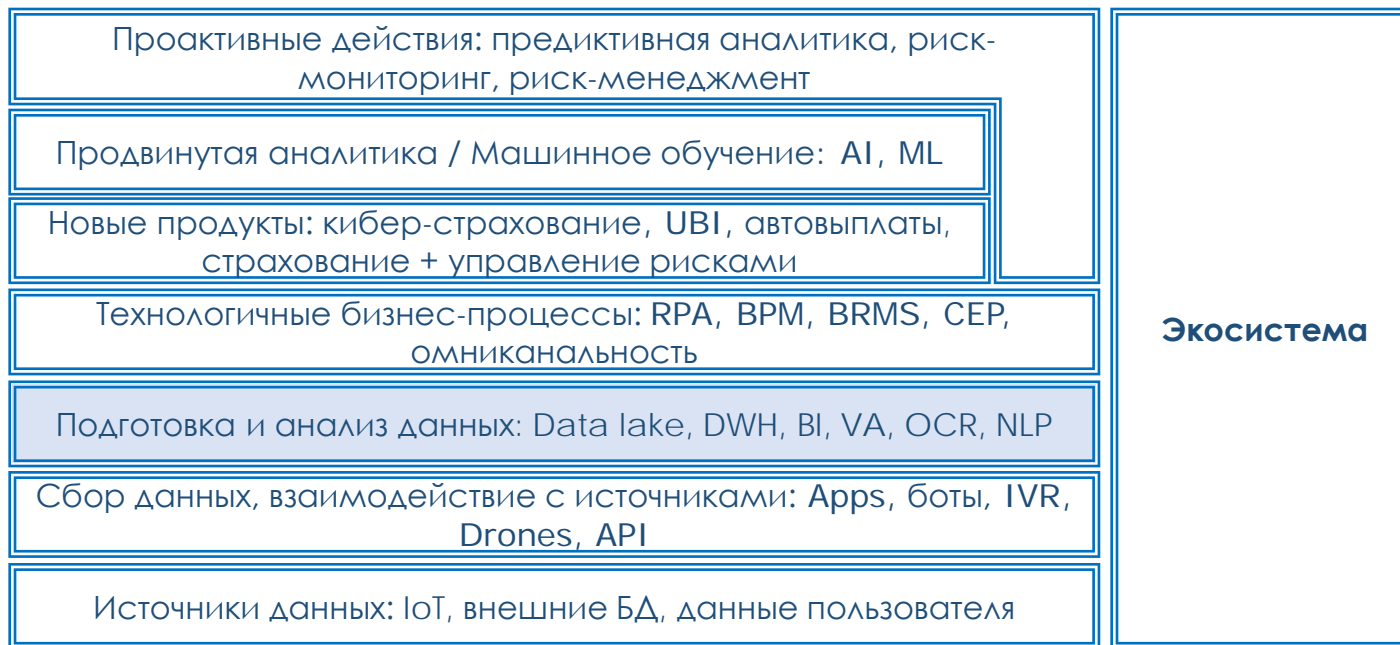 Проактивные действия: предиктивная аналитика, риск-
мониторинг, риск-менеджмент
Продвинутая аналитика / Машинное обучение: AI, ML
Новые продукты: кибер-страхование, UBI, автовыплаты,
страхование + управление рисками
Технологичные бизнес-процессы: RPA, BPM, BRMS, CEP,
омниканальность
Подготовка и анализ данных: Data lake, DWH, BI, VA, OCR, NLP
Сбор данных, взаимодействие с источниками: Apps, боты, IVR,
Drones, API
Источники данных: IoT, внешние БД, данные пользователя
Экосистема